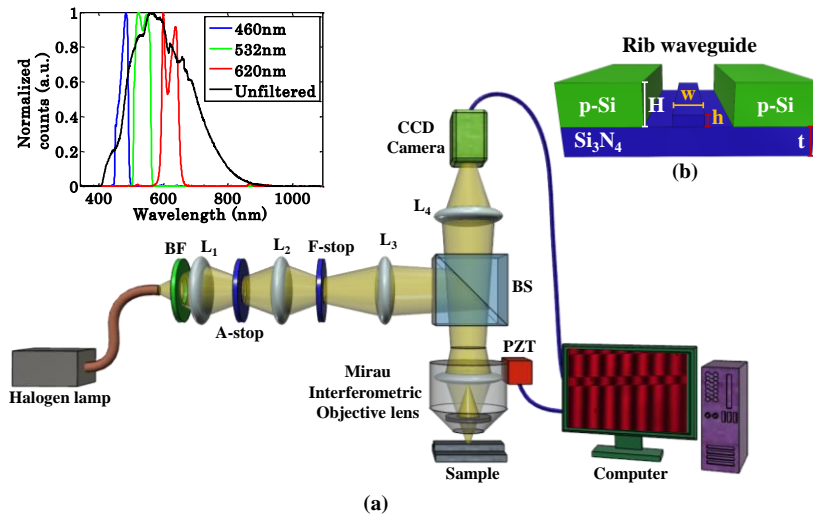 1
0.8
0.6
0.4
0.2
0
400
600
800
1000
Normalized
counts (a.u.)
Wavelength (nm)
460nm
532nm
620nm
Unfiltered
Rib waveguide
p-Si
H
w
h
p-Si
Si₃N₄
t
(b)
CCD
Camera
L₄
BF
L₁
L₂
F-stop
L₃
A-stop
BS
PZT
Mirau
Interferometric
Objective lens
Halogen lamp
Sample
Computer
(a)